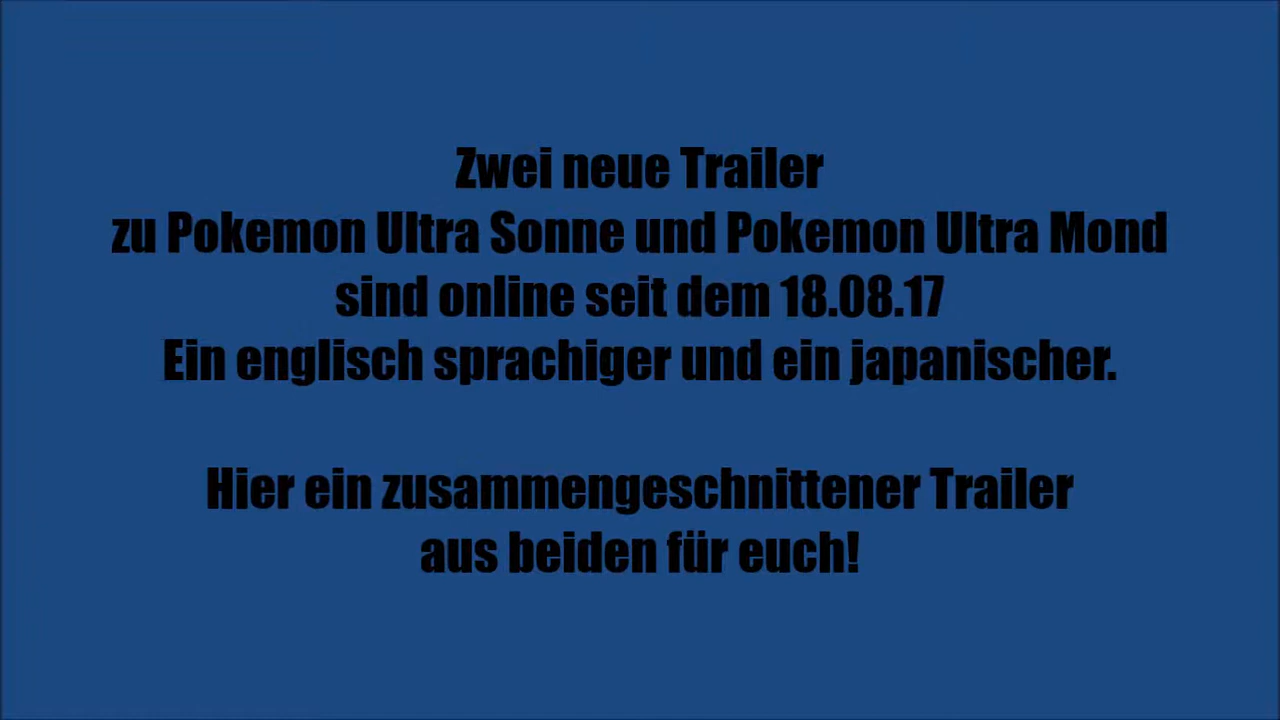 Zwei neue Trailer
zu Pokemon Ultra Sonne und Pokemon Ultra Mond
sind online seit dem 18.08.17
Ein englisch sprachiger und ein japanischer.
Hier ein zusammengeschnittener Trailer
aus beiden für euch!